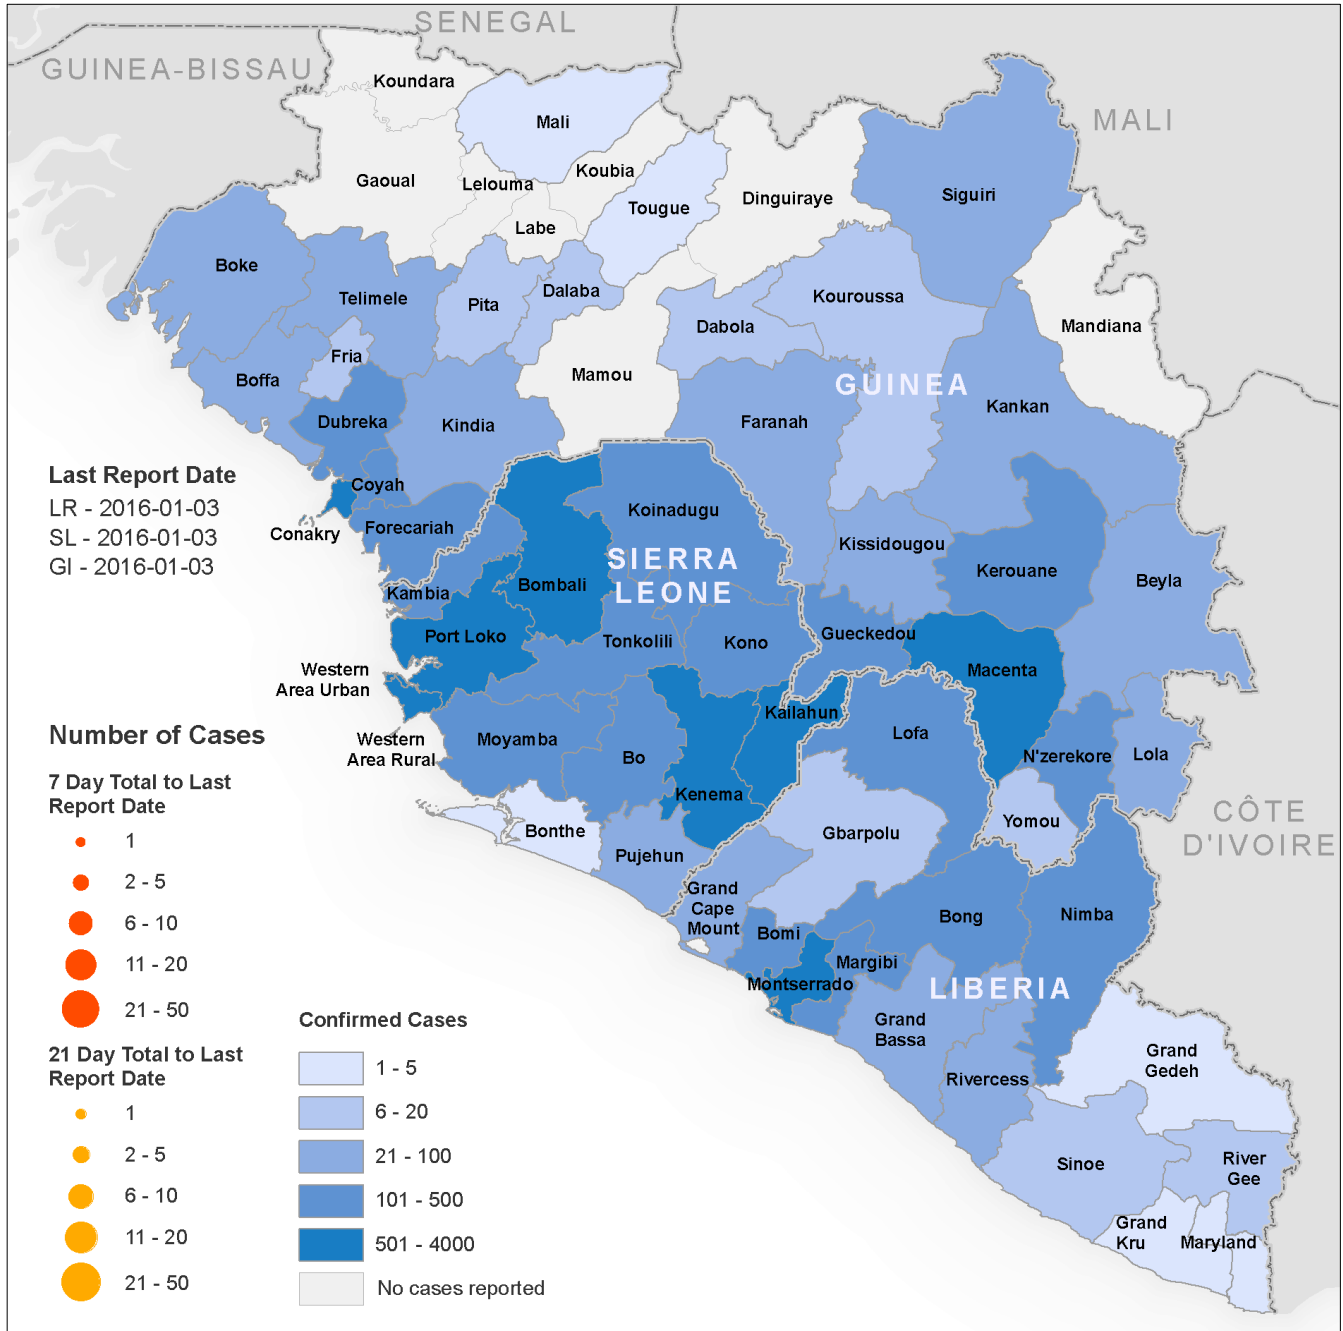 SENEGAL
GUINEA-BISSAU
Koundara
Mali
MALI
Koubia
Gaoual
Lelouma
Dinguiraye
Siguiri
Tougue
Labe
Boke
Telimele
Pita
Dalaba
Kouroussa
Dabola
Mandiana
Fria
Boffa
Mamou
GUINEA
Kankan
Dubreka
Kindia
Faranah
Last Report Date
LR - 2016-01-03
SL - 2016-01-03
GI - 2016-01-03
Coyah
Conakry
Forecariah
Koinadugu
Kissidougou
SIERRA
LEONE
Kerouane
Beyla
Kambia
Bombali
Port Loko
Tonkolili
Kono
Gueckedou
Macenta
Western
Area Urban
Kailahun
Western
Area Rural
Moyamba
Bo
Lofa
N'zerekore
Lola
Kenema
Bonthe
Pujehun
Gbarpolu
Yomou
CÔTE
D'IVOIRE
Grand
Cape
Mount
Bomi
Bong
Nimba
Margibi
Montserrado
LIBERIA
Grand
Bassa
Rivercess
Grand
Gedeh
Sinoe
River
Gee
Grand
Kru
Maryland
Number of Cases
7 Day Total to Last
Report Date
1
2 - 5
6 - 10
11 - 20
21 - 50
21 Day Total to Last
Report Date
1
2 - 5
6 - 10
11 - 20
21 - 50
Confirmed Cases
1 - 5
6 - 20
21 - 100
101 - 500
501 - 4000
No cases reported